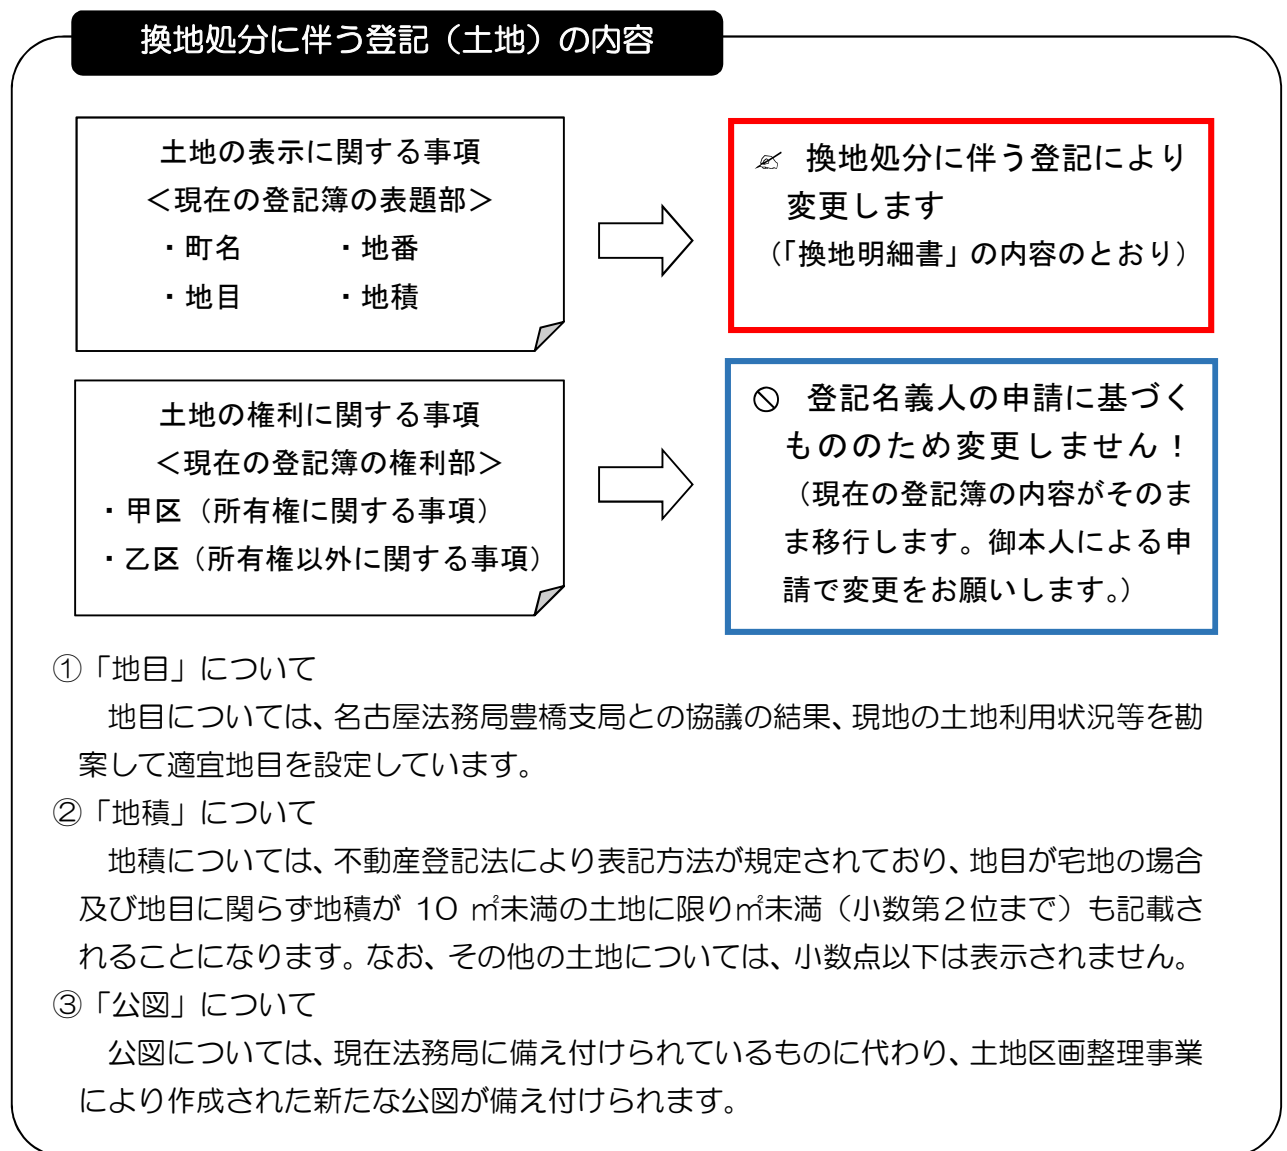 換地処分に伴う登記（土地）の内容
土地の表示に関する事項
＜現在の登記簿の表題部＞
・町名　・地番
・地目　・地積
換地処分に伴う登記により
変更します
（「換地明細書」の内容のとおり）
土地の権利に関する事項
＜現在の登記簿の権利部＞
・甲区（所有権に関する事項）
・乙区（所有権以外に関する事項）
登記名義人の申請に基づく
もののため変更しません！
（現在の登記簿の内容がそのま
ま移行します。御本人による申
請で変更をお願いします。）
①「地目」について
地目については、名古屋法務局豊橋支局との協議の結果、現地の土地利用状況等を勘
案して適宜地目を設定しています。
②「地積」について
地積については、不動産登記法により表記方法が規定されており、地目が宅地の場合
及び地目に関らず地積が 10 ㎡未満の土地に限り㎡未満（小数第２位まで）も記載さ
れることになります。なお、その他の土地については、小数点以下は表示されません。
③「公図」について
公図については、現在法務局に備え付けられているものに代わり、土地区画整理事業
により作成された新たな公図が備え付けられます。